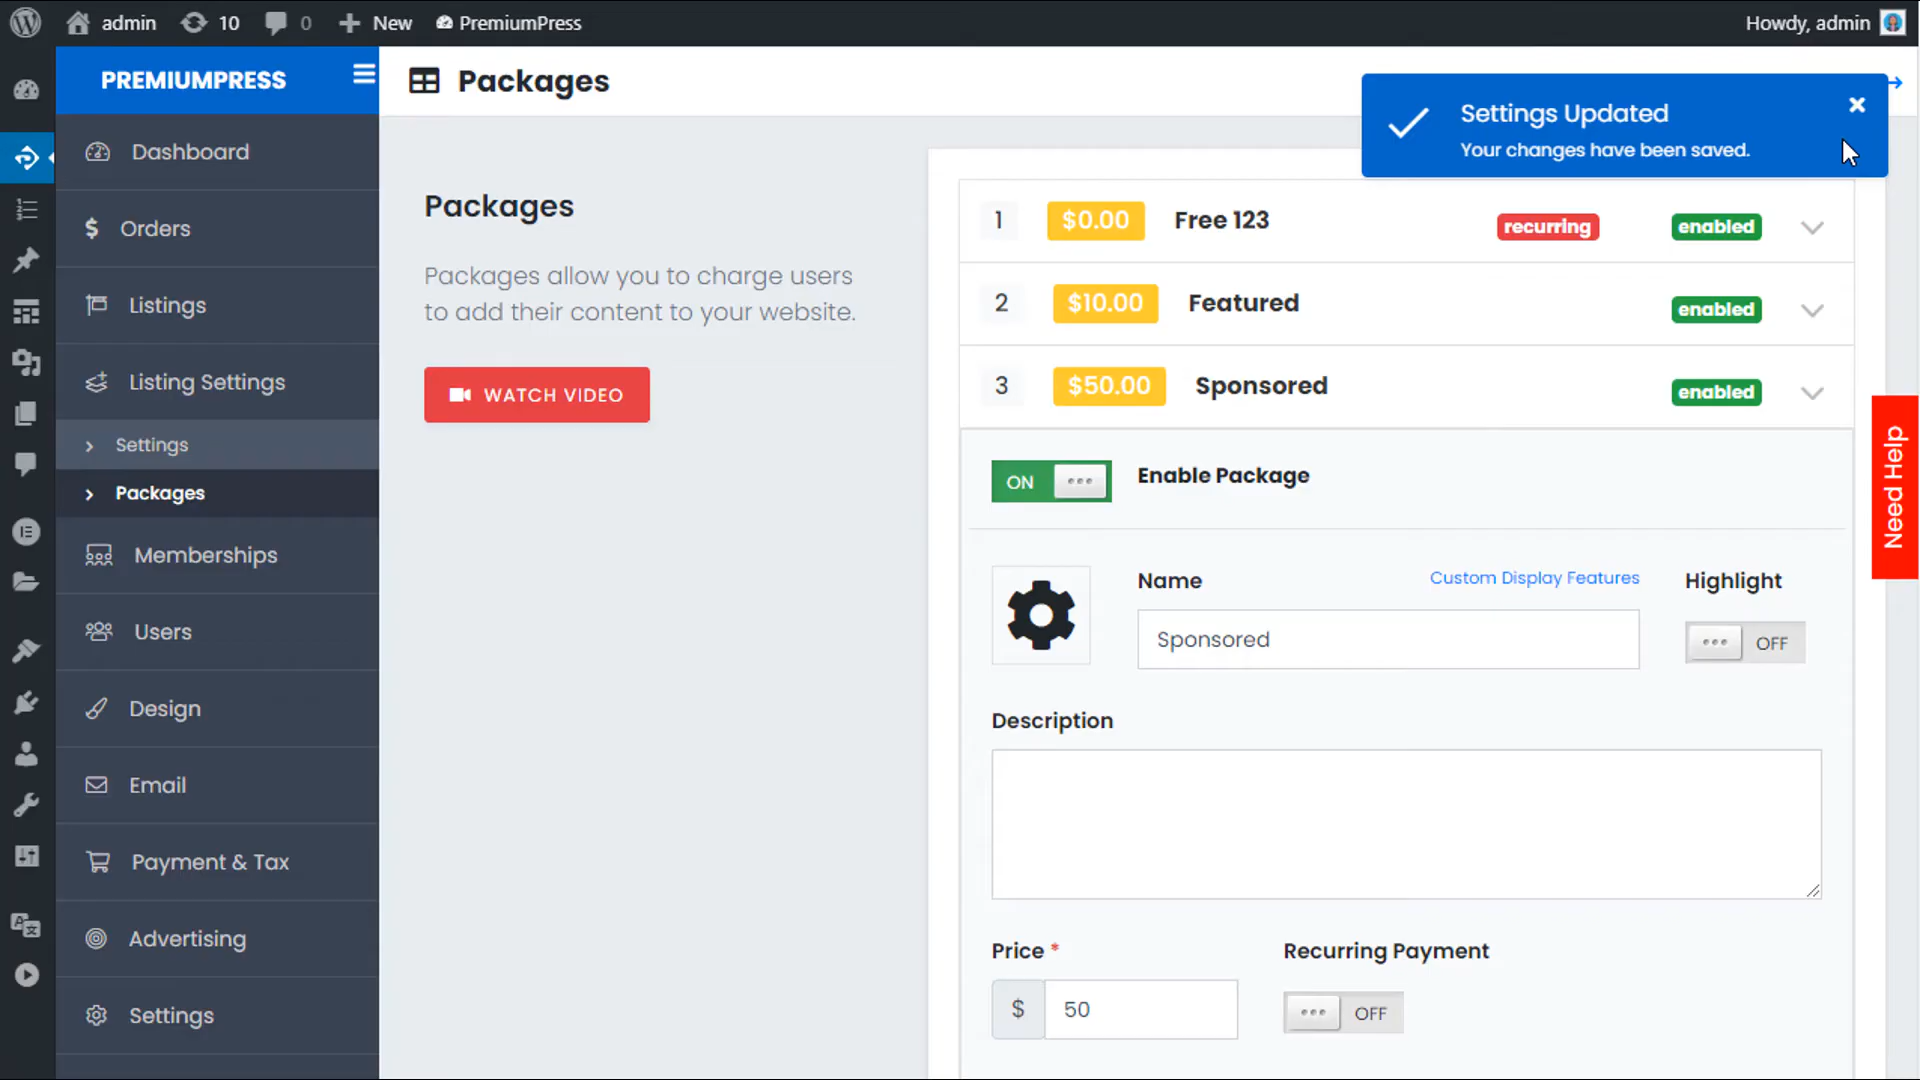 admin
10
0
New
PremiumPress
Howdy, admin
PREMIUMPRESS
Dashboard
Orders
Listings
Listing Settings
Settings
Packages
Memberships
Users
Design
Email
Payment & Tax
Advertising
Settings
Packages
Settings Updated
Your changes have been saved.
Packages
Packages allow you to charge users
to add their content to your website.
WATCH VIDEO
1 $0.00 Free 123 recurring enabled
2 $10.00 Featured enabled
3 $50.00 Sponsored enabled
ON Enable Package
Name Custom Display Features Highlight
Sponsored OFF
Description
Price * Recurring Payment
$ 50 OFF
Need Help